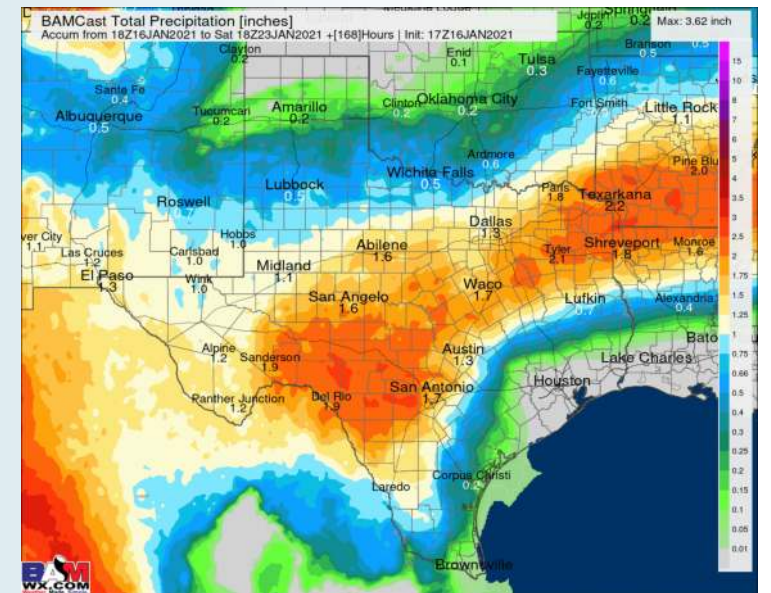 BAMCast Total Precipitation [inches]
Accum from 18Z16JAN2021 to Sat 18Z23JAN2021 +[168]Hours | Init: 17Z16JAN2021
Max: 3.62 inch
Joplin
0.2
Clayton
0.2
Enid
0.1
Tulsa
0.3
Branson
0.5
Fayetteville
0.6
Santa Fe
0.4
Albuquerque
0.5
Tucumcari
0.2
Amarillo
0.2
Clinton
0.2
Oklahoma City
0.2
Fort Smith
Little Rock
1.1
Ardmore
0.6
Pine Blu
2.0
Wichita Falls
0.5
Lubbock
0.5
Roswell
0.7
Paris
1.8
Texarkana
2.2
Hobbs
1.0
Dallas
1.3
ver City
1.1
Las Cruces
1.2
Carlsbad
1.0
Abilene
1.6
Tyler
2.1
Shreveport
1.8
Monroe
1.6
El Paso
1.3
Wink
1.0
Midland
1.1
San Angelo
1.6
Waco
1.7
Lufkin
0.7
Alexandria
0.4
Alpine
1.2
Sanderson
1.9
Austin
1.3
Lake Charles
Houston
Panther Junction
1.2
Del Rio
1.9
San Antonio
1.7
Corpus Christi
0.2
Laredo
Brownsville
15
10
8
7
6
5
4
3.5
3
2.5
2
1.75
1.5
1.25
1
0.75
0.66
0.5
0.4
0.3
0.25
0.2
0.15
0.1
0.05
0.01
BAM
WX.COM